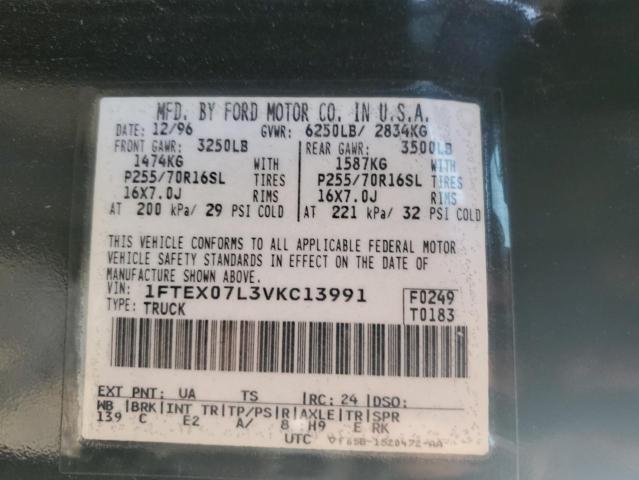 MFD. BY FORD MOTOR CO. IN U.S.A.
DATE: 12/96 GVWR: 6250LB/ 2834KG
FRONT GAWR: 3250LB REAR GAWR: 3500LB
1474KG WITH 1587KG WITH
P255/70R16SL TIRES P255/70R16SL TIRES
16X7.0J RIMS 16X7.0J RIMS
AT 200 kPa/ 29 PSI COLD AT 221 kPa/ 32 PSI COLD
THIS VEHICLE CONFORMS TO ALL APPLICABLE FEDERAL MOTOR
VEHICLE SAFETY STANDARDS IN EFFECT ON THE DATE OF
MANUFACTURE SHOWN ABOVE.
VIN: 1FTEX07L3VKC13991 F0249
TYPE: TRUCK T0183
EXT PNT: UA TS |RC: 24 |DSO:
WB |BRK|INT TR|TP/PS|R|AXLE|TR|SPR
139 C E2 A/ 8 H9 E RK
UTC